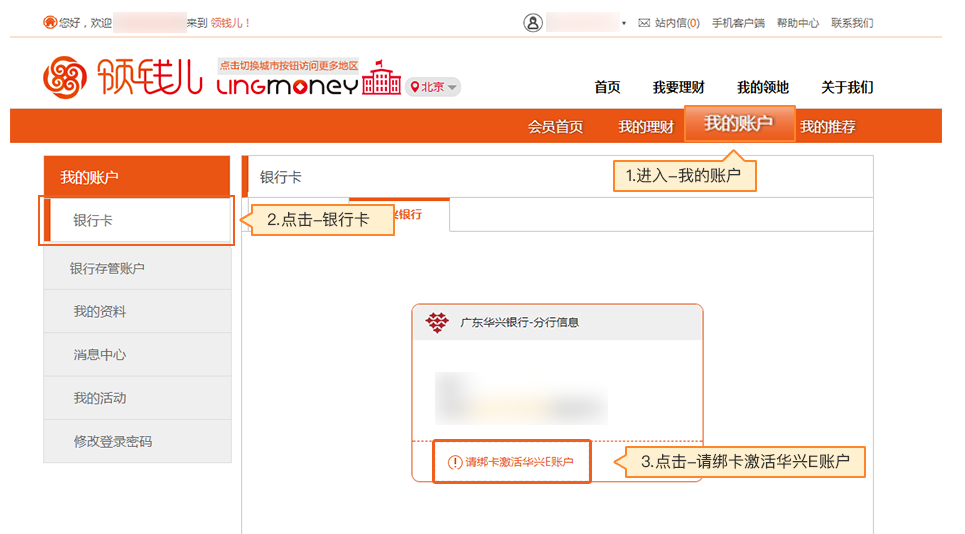 您好，欢迎 来到 领钱儿！
站内信(0) 手机客户端 帮助中心 联系我们
领钱儿
点击切换城市按钮访问更多地区
LINGMONEY
北京
首页 我要理财 我的领地 关于我们
会员首页 我的理财 我的账户 我的推荐
1.进入–我的账户
我的账户
银行卡
银行卡
2.点击–银行卡
兴银行
银行存管账户
我的资料
消息中心
我的活动
修改登录密码
广东华兴银行-分行信息
请绑卡激活华兴E账户
3.点击–请绑卡激活华兴E账户